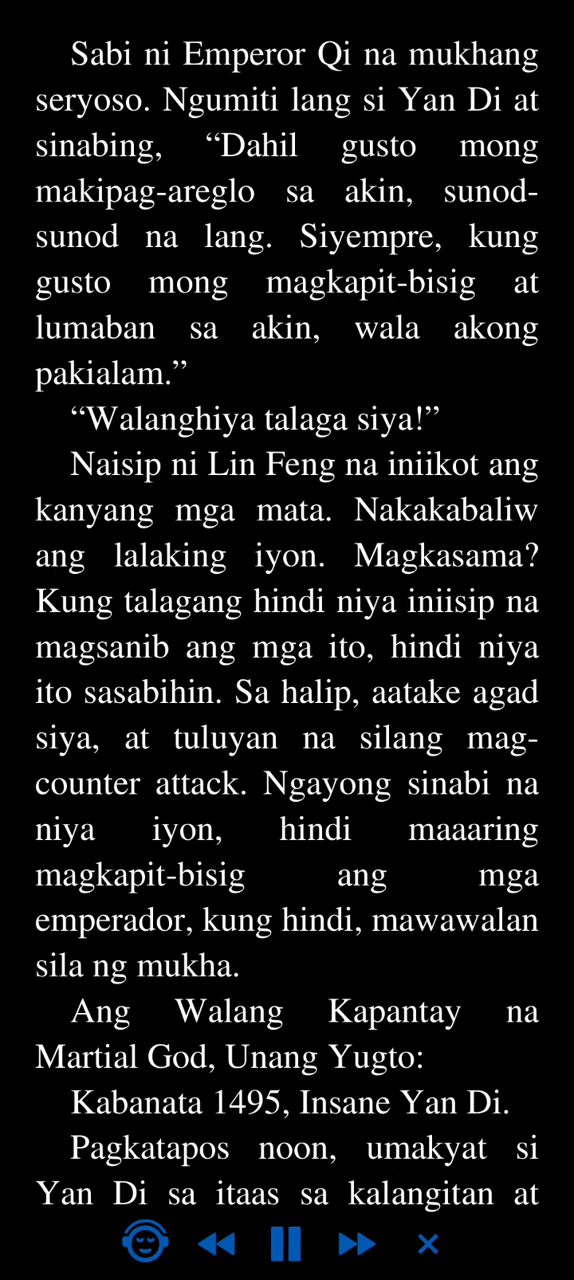 Sabi ni Emperor Qi na mukhang
seryoso. Ngumiti lang si Yan Di at
sinabing, “Dahil gusto mong
makipag-areglo sa akin, sunod-
sunod na lang. Siyempre, kung
gusto mong magkapit-bisig at
lumaban sa akin, wala akong
pakialam.”
“Walanghiya talaga siya!”
Naisip ni Lin Feng na iniikot ang
kanyang mga mata. Nakakabaliw
ang lalaking iyon. Magkasama?
Kung talagang hindi niya iniisip na
magsanib ang mga ito, hindi niya
ito sasabihin. Sa halip, aatake agad
siya, at tuluyan na silang mag-
counter attack. Ngayong sinabi na
niya iyon, hindi maaaring
magkapit-bisig ang mga
emperador, kung hindi, mawawalan
sila ng mukha.
Ang Walang Kapantay na
Martial God, Unang Yugto:
Kabanata 1495, Insane Yan Di.
Pagkatapos noon, umakyat si
Yan Di sa itaas sa kalangitan at